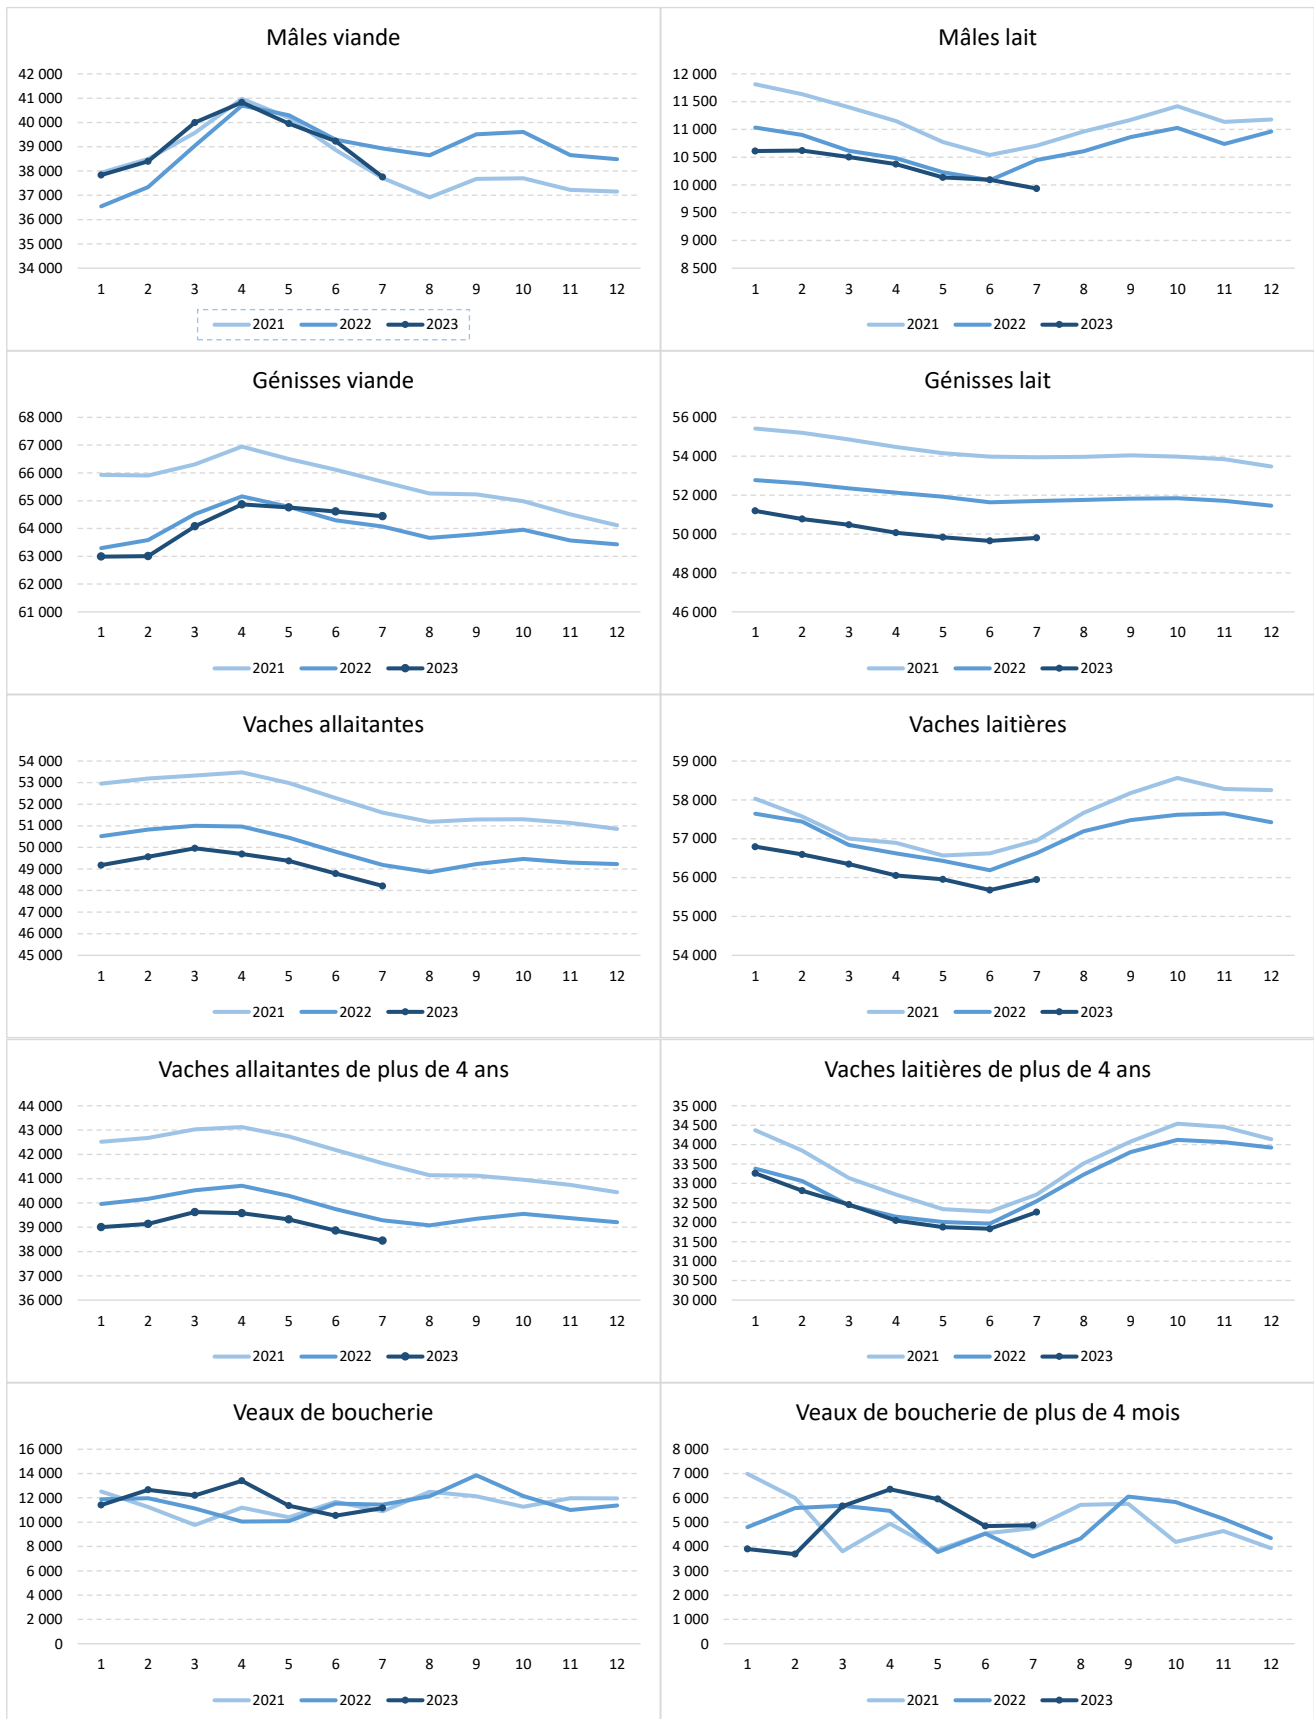 Mâles viande
42 000
41 000
40 000
39 000
38 000
37 000
36 000
35 000
34 000
1 2 3 4 5 6 7 8 9 10 11 12
2021 2022 2023
Mâles lait
12 000
11 500
11 000
10 500
10 000
9 500
9 000
8 500
1 2 3 4 5 6 7 8 9 10 11 12
2021 2022 2023
Génisses viande
68 000
67 000
66 000
65 000
64 000
63 000
62 000
61 000
1 2 3 4 5 6 7 8 9 10 11 12
2021 2022 2023
Génisses lait
56 000
54 000
52 000
50 000
48 000
46 000
1 2 3 4 5 6 7 8 9 10 11 12
2021 2022 2023
Vaches allaitantes
54 000
53 000
52 000
51 000
50 000
49 000
48 000
47 000
46 000
45 000
1 2 3 4 5 6 7 8 9 10 11 12
2021 2022 2023
Vaches laitières
59 000
58 000
57 000
56 000
55 000
54 000
1 2 3 4 5 6 7 8 9 10 11 12
2021 2022 2023
Vaches allaitantes de plus de 4 ans
44 000
43 000
42 000
41 000
40 000
39 000
38 000
37 000
36 000
1 2 3 4 5 6 7 8 9 10 11 12
2021 2022 2023
Vaches laitières de plus de 4 ans
35 000
34 500
34 000
33 500
33 000
32 500
32 000
31 500
31 000
30 500
30 000
1 2 3 4 5 6 7 8 9 10 11 12
2021 2022 2023
Veaux de boucherie
16 000
14 000
12 000
10 000
8 000
6 000
4 000
2 000
0
1 2 3 4 5 6 7 8 9 10 11 12
2021 2022 2023
Veaux de boucherie de plus de 4 mois
8 000
7 000
6 000
5 000
4 000
3 000
2 000
1 000
0
1 2 3 4 5 6 7 8 9 10 11 12
2021 2022 2023